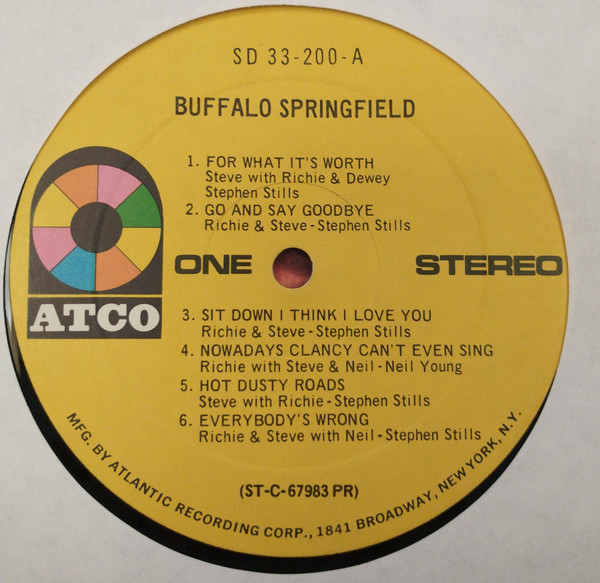 SD 33-200-A
BUFFALO SPRINGFIELD
1. FOR WHAT IT'S WORTH
Steve with Richie & Dewey
Stephen Stills
2. GO AND SAY GOODBYE
Richie & Steve-Stephen Stills
ONE STEREO
ATCO
3. SIT DOWN I THINK I LOVE YOU
Richie & Steve-Stephen Stills
4. NOWADAYS CLANCY CAN'T EVEN SING
Richie with Steve & Neil-Neil Young
5. HOT DUSTY ROADS
Steve with Richie-Stephen Stills
6. EVERYBODY'S WRONG
Richie & Steve with Neil-Stephen Stills
(ST-C-67983 PR)
MFG. BY ATLANTIC RECORDING CORP., 1841 BROADWAY, NEW YORK, N.Y.